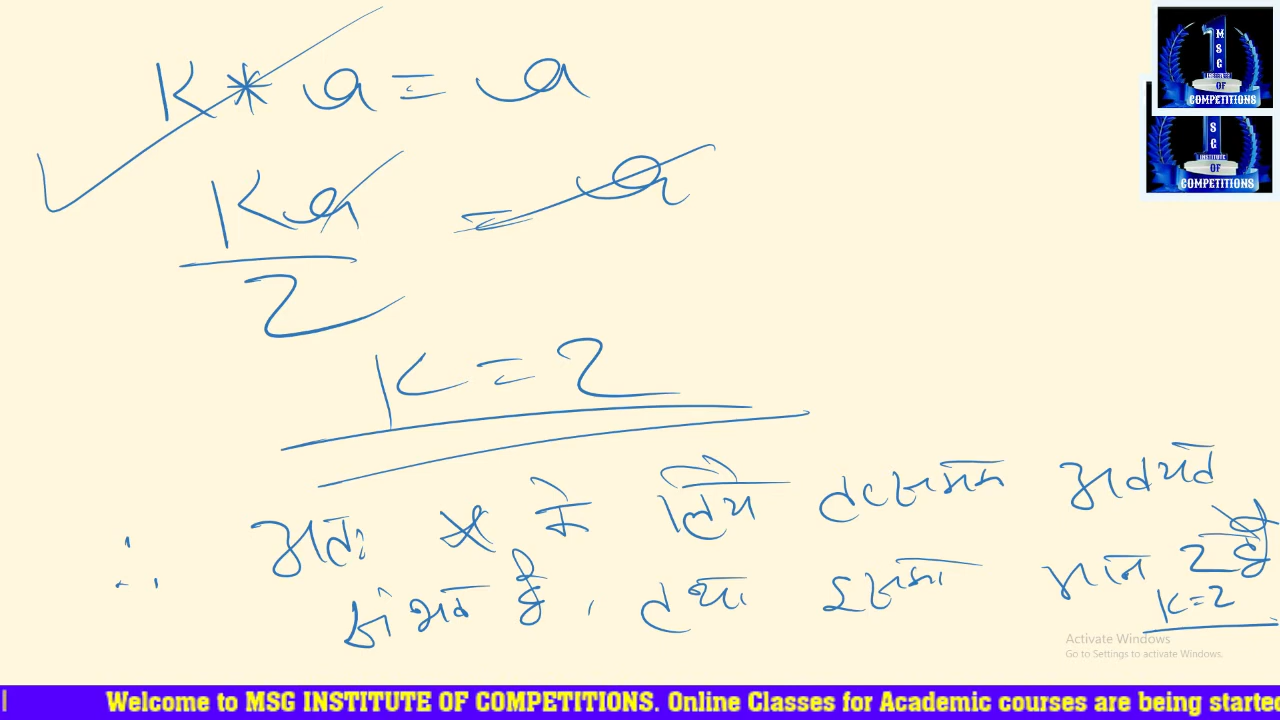 K * a = a
Ka/2 = a
K = 2
∴ अतः * के लिए तत्समक अवयव
संभव है, तथा इसका मान 2 है
K = 2
MSG
INSTITUTE
OF
COMPETITIONS
SG
INSTITUTE
OF
COMPETITIONS
Activate Windows
Go to Settings to activate Windows.
Welcome to MSG INSTITUTE OF COMPETITIONS. Online Classes for Academic courses are being started